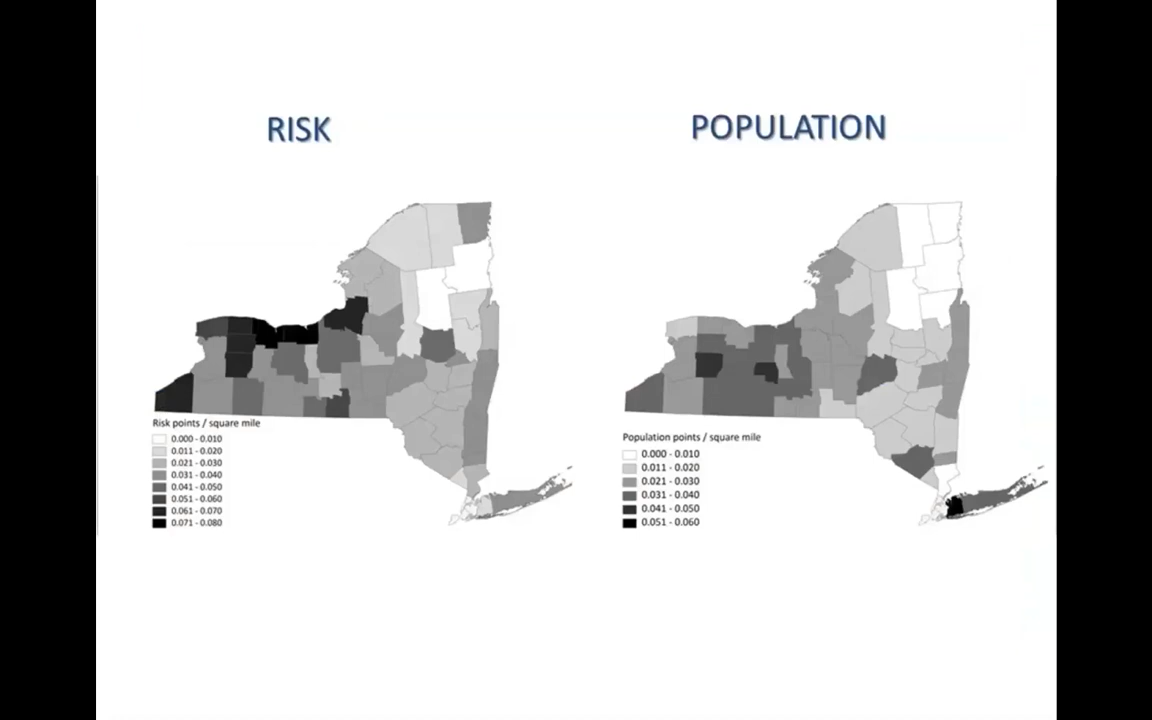 RISK
POPULATION
Risk points / square mile
0.000 - 0.010
0.011 - 0.020
0.021 - 0.030
0.031 - 0.040
0.041 - 0.050
0.051 - 0.060
0.061 - 0.070
0.071 - 0.080
Population points / square mile
0.000 - 0.010
0.011 - 0.020
0.021 - 0.030
0.031 - 0.040
0.041 - 0.050
0.051 - 0.060